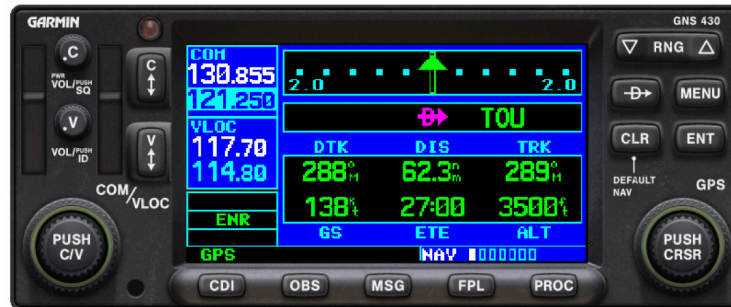 GARMIN
GNS 430
C
PWR
VOL/PUSH SQ
C
V
VOL/PUSH ID
V
COM/VLOC
PUSH C/V
COM
130.855
121.250
VLOC
117.70
114.80
ENR
GPS
2.0 2.0
D TOU
DTK DIS TRK
288°M 62.3nm 289°M
138kt 27:00 3500ft
GS ETE ALT
NAV
RNG
D
MENU
CLR
ENT
DEFAULT NAV
GPS
PUSH CRSR
CDI
OBS
MSG
FPL
PROC